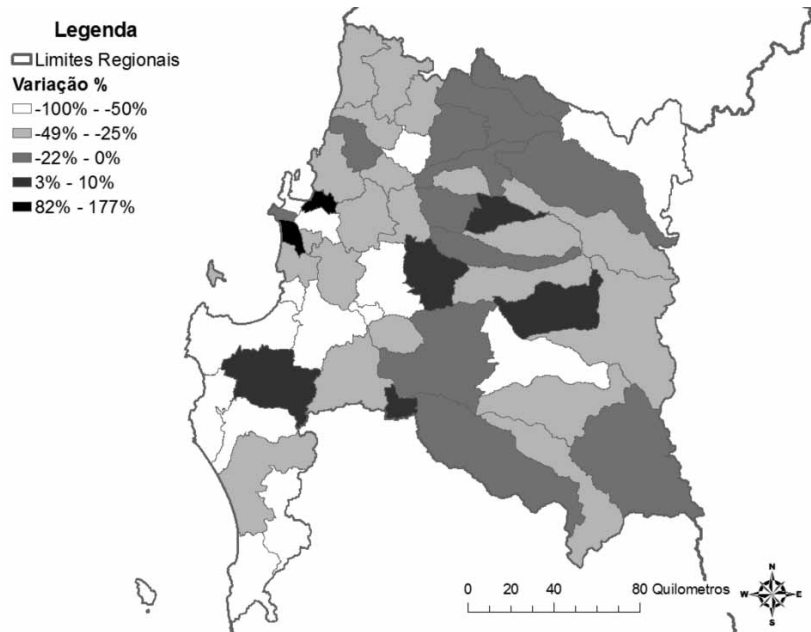 Legenda
Limites Regionais
Variação %
-100% - -50%
-49% - -25%
-22% - 0%
3% - 10%
82% - 177%
0 20 40 80 Quilometros
N
W E
S